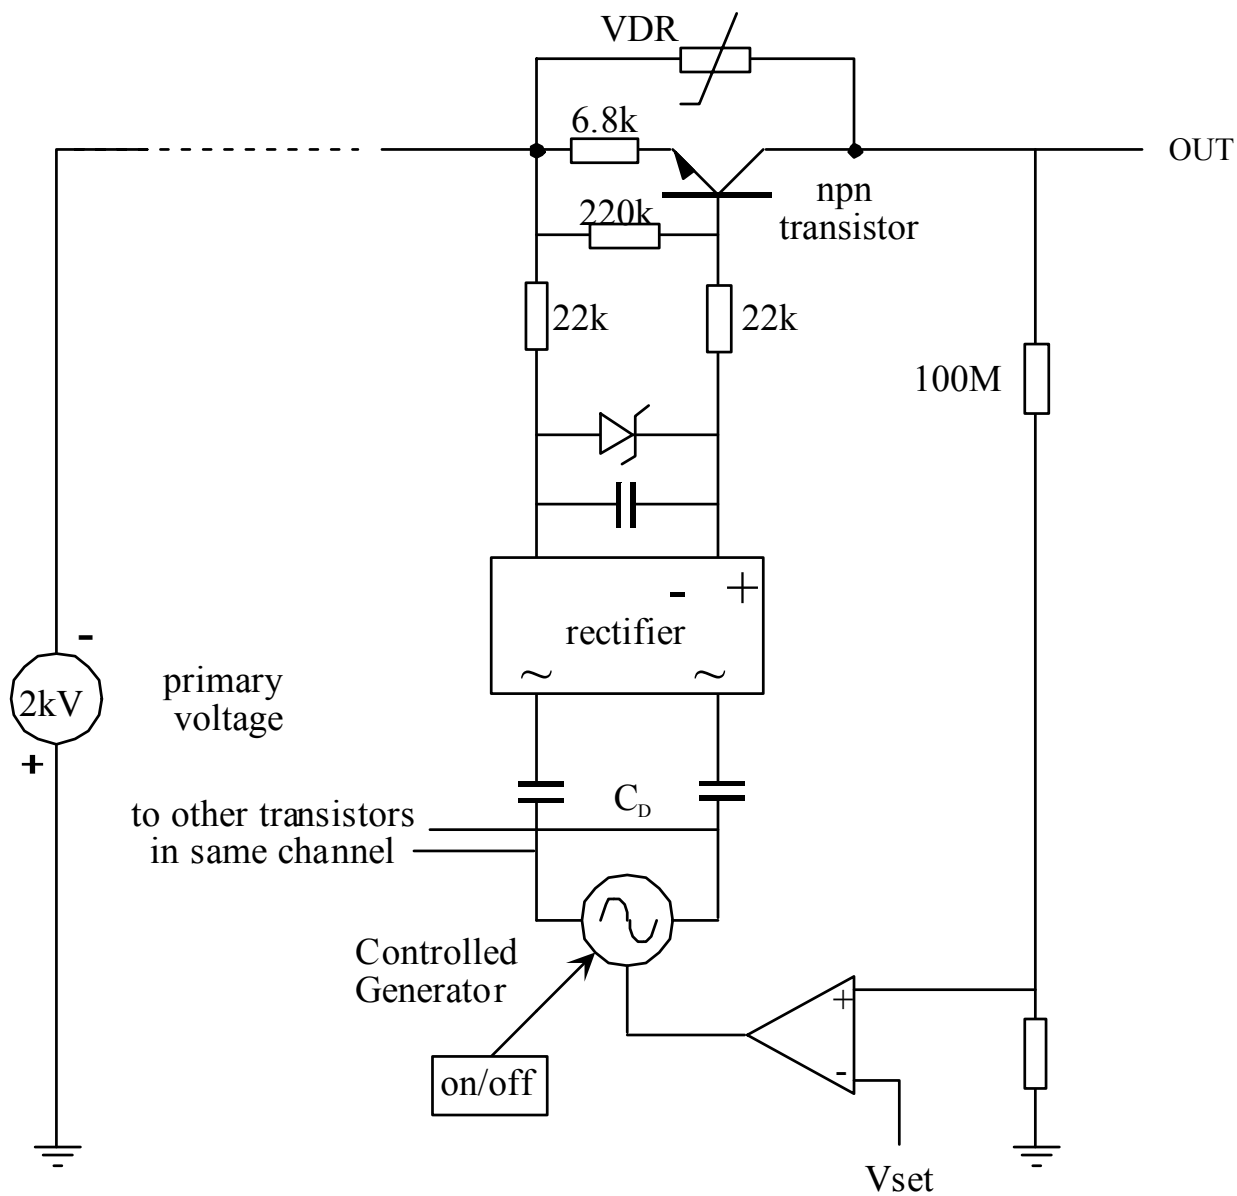 VDR
6.8k
OUT
npn
transistor
220k
22k
22k
100M
- +
rectifier
~ ~
-
2kV
+
primary
voltage
C_D
to other transistors
in same channel
Controlled
Generator
+
-
on/off
Vset